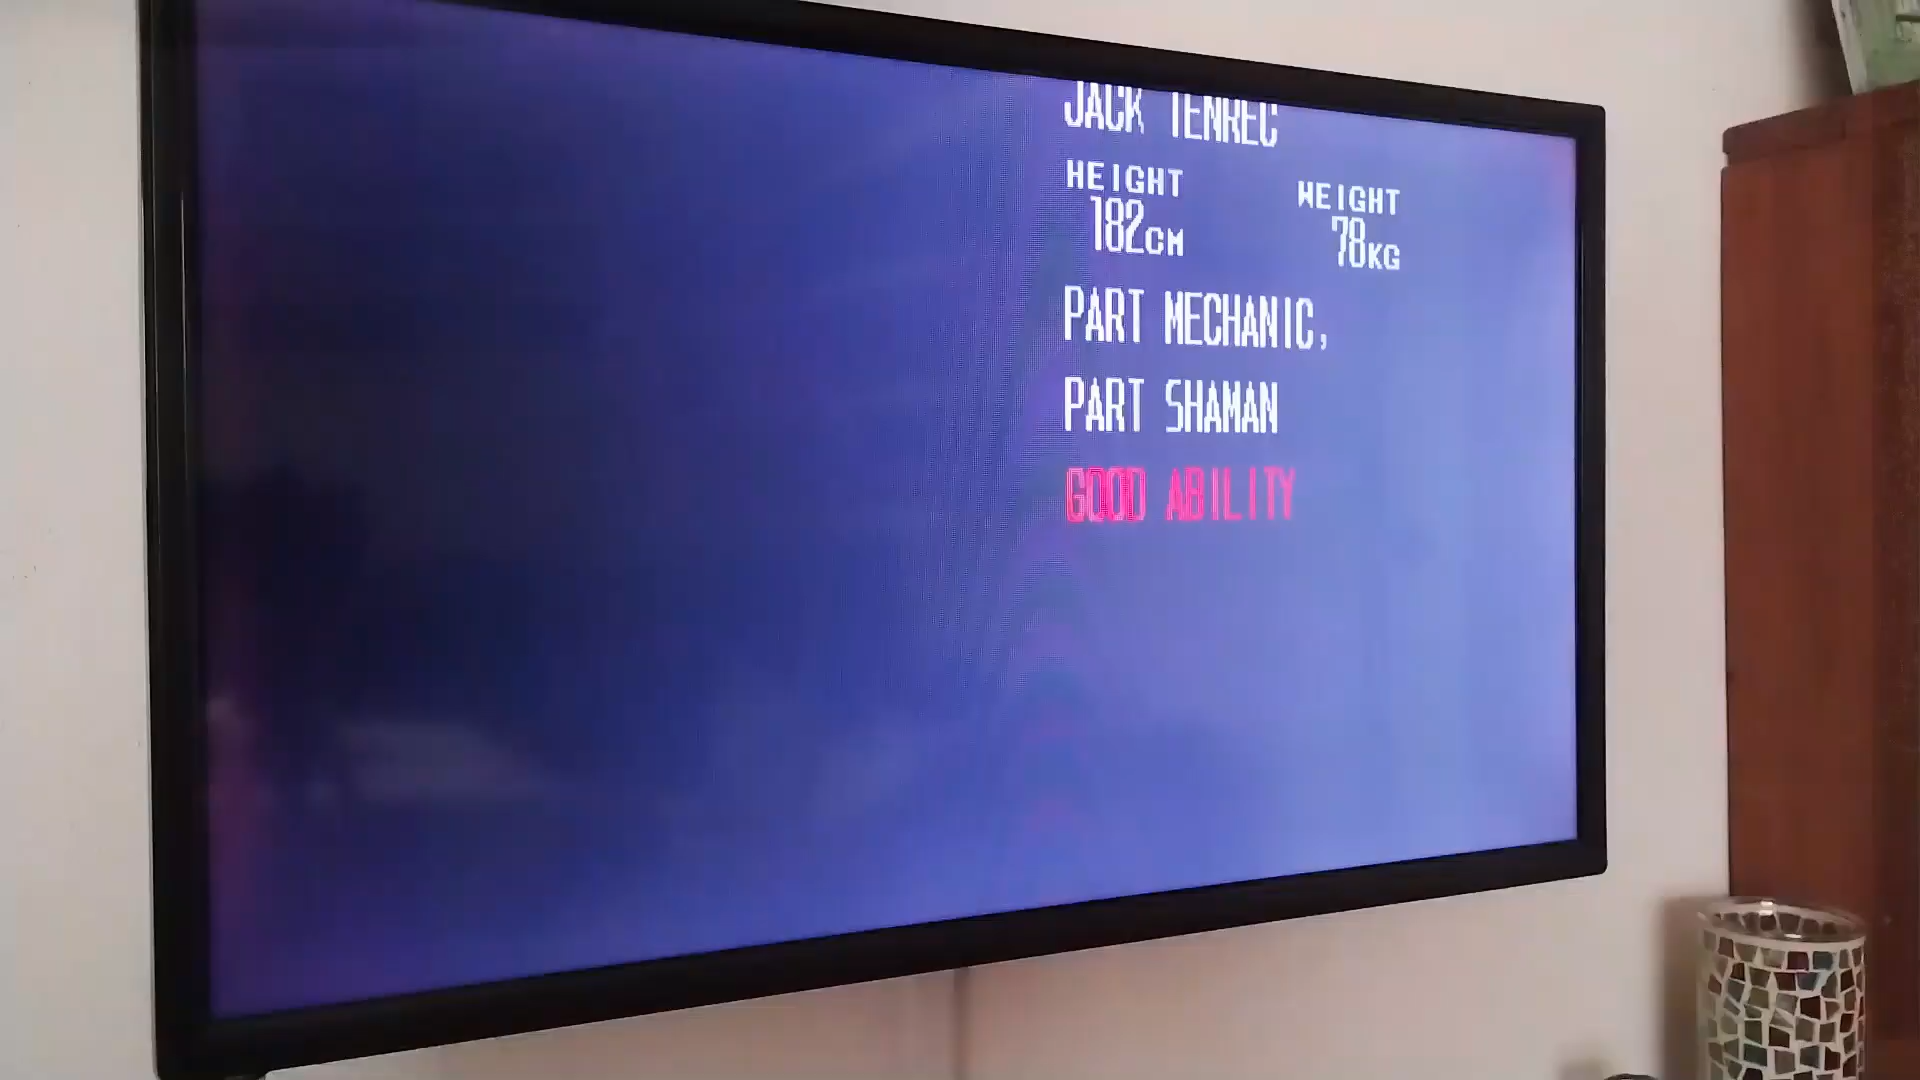 JACK TENREC
HEIGHT WEIGHT
182CM 78KG
PART MECHANIC,
PART SHAMAN
GOOD ABILITY